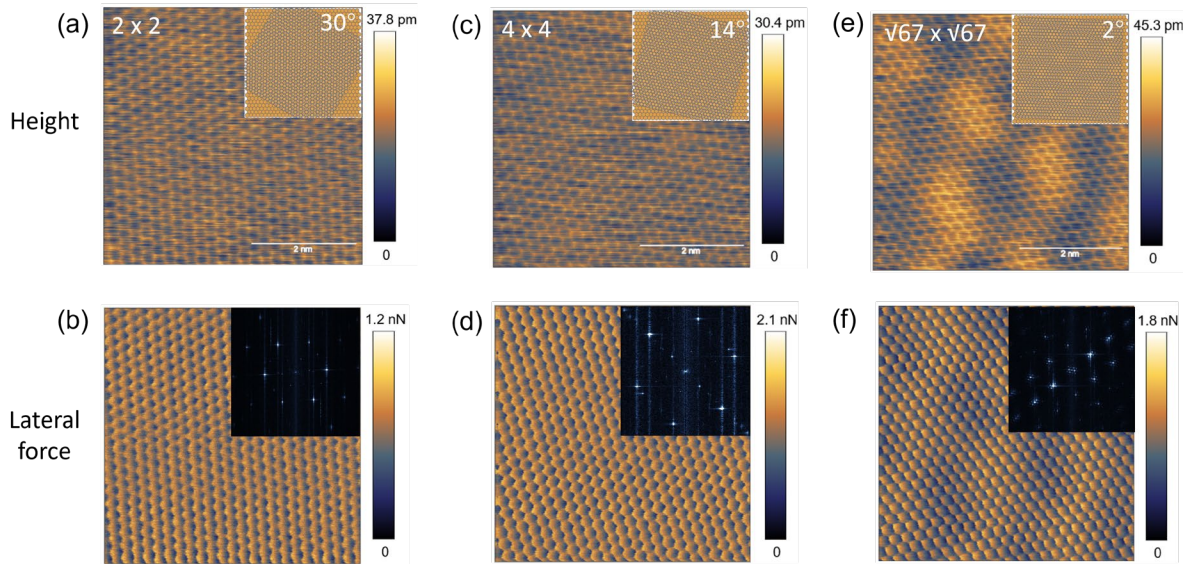 (a)
2 x 2
30°
37.8 pm
0
2 nm
(c)
4 x 4
14°
30.4 pm
0
2 nm
(e)
√67 x √67
2°
45.3 pm
0
2 nm
Height
(b)
1.2 nN
0
(d)
2.1 nN
0
(f)
1.8 nN
0
Lateral
force